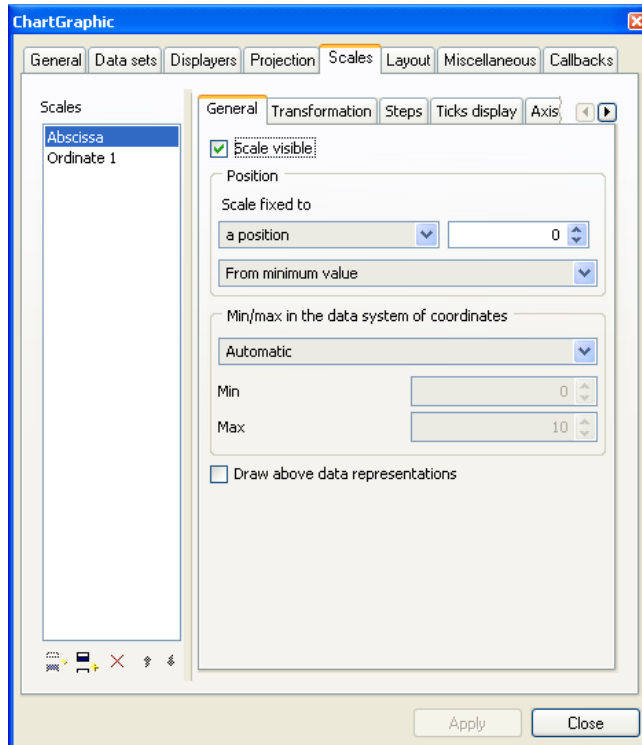 ChartGraphic
General Data sets Displayers Projection Scales Layout Miscellaneous Callbacks
Scales
General Transformation Steps Ticks display Axis
Abscissa
Ordinate 1
Scale visible
Position
Scale fixed to
a position 0
From minimum value
Min/max in the data system of coordinates
Automatic
Min 0
Max 10
Draw above data representations
Apply Close